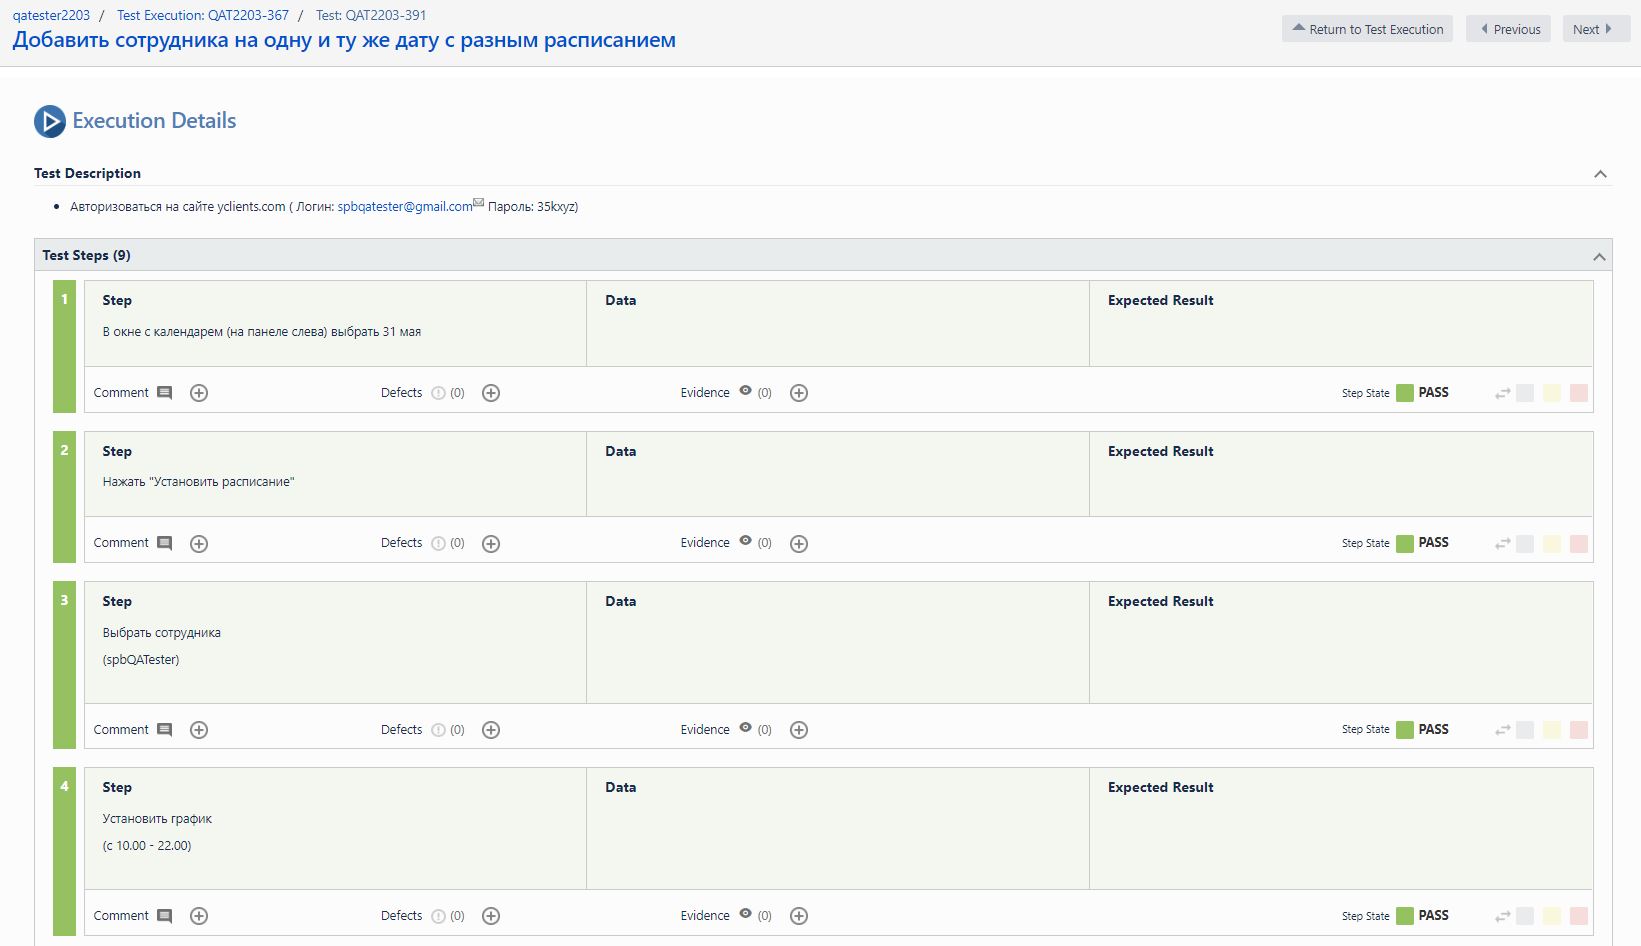 qatester2203 / Test Execution: QAT2203-367 / Test: QAT2203-391
Добавить сотрудника на одну и ту же дату с разным расписанием
Return to Test Execution Previous Next
Execution Details
Test Description
• Авторизоваться на сайте yclients.com ( Логин: spbqatester@gmail.com Пароль: 35kxyz)
Test Steps (9)
1 Step Data Expected Result
В окне с календарем (на панеле слева) выбрать 31 мая
Comment Defects (0) Evidence (0) Step State PASS
2 Step Data Expected Result
Нажать "Установить расписание"
Comment Defects (0) Evidence (0) Step State PASS
3 Step Data Expected Result
Выбрать сотрудника
(spbQATester)
Comment Defects (0) Evidence (0) Step State PASS
4 Step Data Expected Result
Установить график
(с 10.00 - 22.00)
Comment Defects (0) Evidence (0) Step State PASS